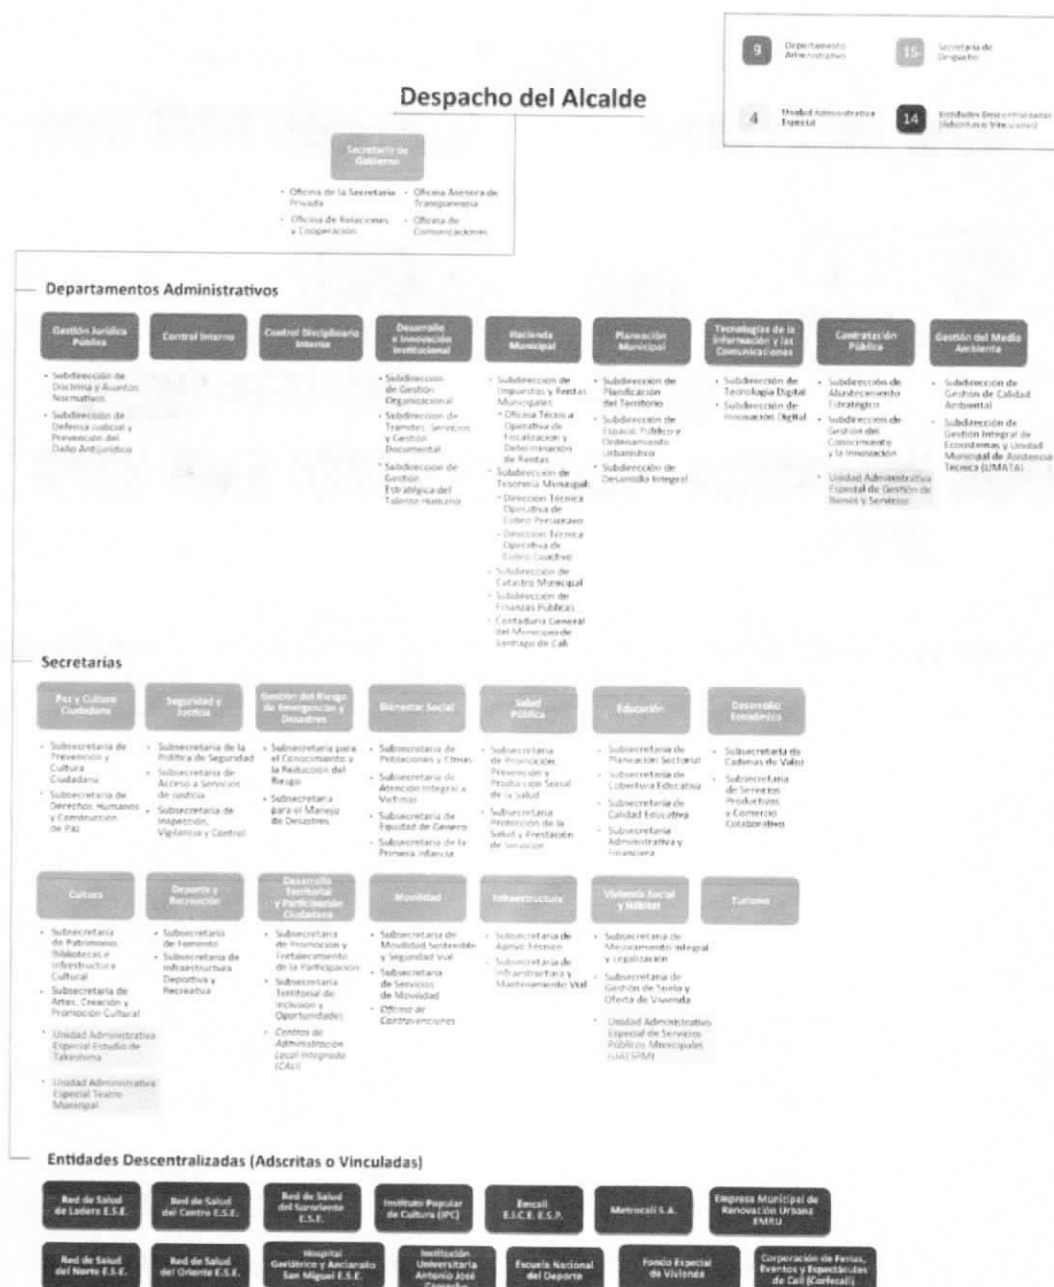 9
Departamento
Administrativo
15
Secretaría de
Despacho
4
Unidad Administrativa
Especial
14
Entidades Descentralizadas
(Adscritas o Vinculadas)
Despacho del Alcalde
Secretaría de
Gobierno
• Oficina de la Secretaría
Privada
• Oficina de Relaciones
y Cooperación
• Oficina Asesora de
Transparencia
• Oficina de
Comunicaciones
Departamentos Administrativos
Gestión Jurídica
Pública
• Subdirección de
Doctrina y Asuntos
Normativos
• Subdirección de
Defensa Judicial y
Prevención del
Daño Antijurídico
Control Interno
Control Disciplinario
Interno
Desarrollo
e Innovación
Institucional
• Subdirección
de Gestión
Organizacional
• Subdirección de
Trámites, Servicios
y Gestión
Documental
• Subdirección de
Gestión
Estratégica del
Talento Humano
Hacienda
Municipal
• Subdirección de
Impuestos y Rentas
Municipales
• Oficina Técnica
Operativa de
Fiscalización y
Determinación
de Rentas
• Subdirección de
Tesorería Municipal
• Dirección Técnica
Operativa de
Cobro Persuasivo
• Dirección Técnica
Operativa de
Cobro Coactivo
• Subdirección de
Catastro Municipal
• Subdirección de
Finanzas Públicas
• Contaduría General
del Municipio de
Santiago de Cali
Planeación
Municipal
• Subdirección de
Planificación
del Territorio
• Subdirección de
Espacio Público y
Ordenamiento
Urbanístico
• Subdirección de
Desarrollo Integral
Tecnologías de la
Información y las
Comunicaciones
• Subdirección de
Tecnología Digital
• Subdirección de
Innovación Digital
Contratación
Pública
• Subdirección de
Abastecimiento
Estratégico
• Subdirección de
Gestión del
Conocimiento
y la Innovación
• Unidad Administrativa
Especial de Gestión de
Bienes y Servicios
Gestión del Medio
Ambiente
• Subdirección de
Gestión de Calidad
Ambiental
• Subdirección de
Gestión Integral de
Ecosistemas y Unidad
Municipal de Asistencia
Técnica (UMATA)
Secretarías
Paz y Cultura
Ciudadana
• Subsecretaría de
Prevención y
Cultura
Ciudadana
• Subsecretaría de
Derechos Humanos
y Construcción
de Paz
Seguridad y
Justicia
• Subsecretaría de la
Política de Seguridad
• Subsecretaría de
Acceso a Servicios
de Justicia
• Subsecretaría de
Inspección,
Vigilancia y Control
Gestión del Riesgo
de Emergencias y
Desastres
• Subsecretaría para
el Conocimiento y
la Reducción del
Riesgo
• Subsecretaría
para el Manejo
de Desastres
Bienestar Social
• Subsecretaría de
Poblaciones y Etnias
• Subsecretaría de
Atención Integral a
Víctimas
• Subsecretaría de
Equidad de Género
• Subsecretaría de la
Primera Infancia
Salud
Pública
• Subsecretaría
de Promoción,
Prevención y
Producción Social
de la Salud
• Subsecretaría
Protección de la
Salud y Prestación
de Servicios
Educación
• Subsecretaría de
Planeación Sectorial
• Subsecretaría de
Cobertura Educativa
• Subsecretaría de
Calidad Educativa
• Subsecretaría
Administrativa y
Financiera
Desarrollo
Económico
• Subsecretaría de
Cadenas de Valor
• Subsecretaría
de Servicios
Productivos
y Comercio
Colaborativo
Cultura
• Subsecretaría
de Patrimonio,
Bibliotecas e
Infraestructura
Cultural
• Subsecretaría de
Artes, Creación y
Promoción Cultural
• Unidad Administrativa
Especial Estudio de
Takeshima
• Unidad Administrativa
Especial Teatro
Municipal
Deporte y
Recreación
• Subsecretaría
de Fomento
• Subsecretaría de
Infraestructura
Deportiva y
Recreativa
Desarrollo
Territorial
y Participación
Ciudadana
• Subsecretaría
de Promoción y
Fortalecimiento
de la Participación
• Subsecretaría
Territorial de
Inclusión y
Oportunidades
• Centros de
Administración
Local Integrada
(CALI)
Movilidad
• Subsecretaría de
Movilidad Sostenible
y Seguridad Vial
• Subsecretaría
de Servicios
de Movilidad
• Oficina de
Contravenciones
Infraestructura
• Subsecretaría de
Apoyo Técnico
• Subsecretaría de
Infraestructura y
Mantenimiento Vial
Vivienda Social
y Hábitat
• Subsecretaría de
Mejoramiento Integral
y Legalización
• Subsecretaría de
Gestión de Suelo y
Oferta de Vivienda
• Unidad Administrativa
Especial de Servicios
Públicos Municipales
(UAESPM)
Turismo
Entidades Descentralizadas (Adscritas o Vinculadas)
Red de Salud
de Ladera E.S.E.
Red de Salud
del Centro E.S.E.
Red de Salud
del Suroriente
E.S.E.
Instituto Popular
de Cultura (IPC)
Emcali
E.I.C.E. E.S.P.
Metrocali S.A.
Empresa Municipal de
Renovación Urbana
EMRU
Red de Salud
del Norte E.S.E.
Red de Salud
del Oriente E.S.E.
Hospital
Geriátrico y Ancianato
San Miguel E.S.E.
Institución
Universitaria
Antonio José
Camacho
Escuela Nacional
del Deporte
Fondo Especial
de Vivienda
Corporación de Ferias,
Eventos y Espectáculos
de Cali (Corfecali)